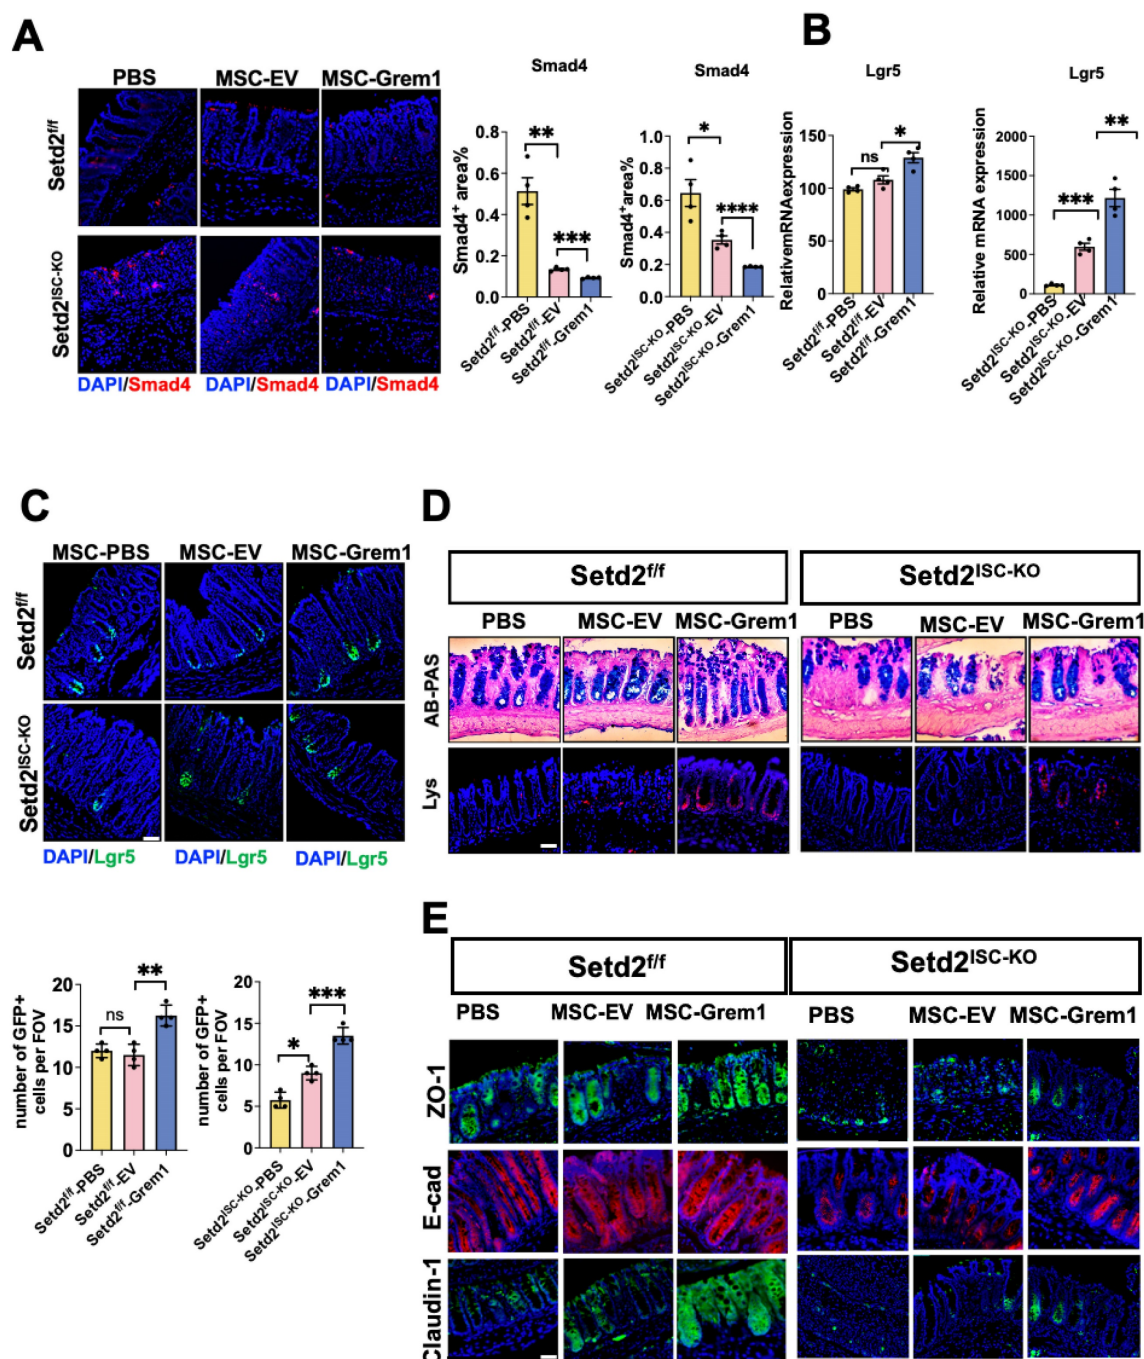 A
PBS MSC-EV MSC-Grem1
Setd2f/f
Setd2ISC-KO
DAPI/Smad4 DAPI/Smad4 DAPI/Smad4
Smad4
Smad4+ area%
0.8
0.6
0.4
0.2
0.0
**
***
Setd2f/f-PBS
Setd2f/f-EV
Setd2f/f-Grem1
Smad4
Smad4+area%
1.0
0.8
0.6
0.4
0.2
0.0
*
****
Setd2ISC-KO-PBS
Setd2ISC-KO-EV
Setd2ISC-KO-Grem1
B
Lgr5
RelativemRNAexpression
150
100
50
0
ns
*
Setd2f/f-PBS
Setd2f/f-EV
Setd2f/f-Grem1
Lgr5
Relative mRNA expression
2000
1500
1000
500
0
***
**
Setd2ISC-KO-PBS
Setd2ISC-KO-EV
Setd2ISC-KO-Grem1
C
MSC-PBS MSC-EV MSC-Grem1
Setd2f/f
Setd2ISC-KO
DAPI/Lgr5 DAPI/Lgr5 DAPI/Lgr5
number of GFP+
cells per FOV
20
15
10
5
0
ns
**
Setd2f/f-PBS
Setd2f/f-EV
Setd2f/f-Grem1
number of GFP+
cells per FOV
20
15
10
5
0
*
***
Setd2ISC-KO-PBS
Setd2ISC-KO-EV
Setd2ISC-KO-Grem1
D
Setd2f/f Setd2ISC-KO
PBS MSC-EV MSC-Grem1 PBS MSC-EV MSC-Grem1
AB-PAS
Lys
E
Setd2f/f Setd2ISC-KO
PBS MSC-EV MSC-Grem1 PBS MSC-EV MSC-Grem1
ZO-1
E-cad
Claudin-1